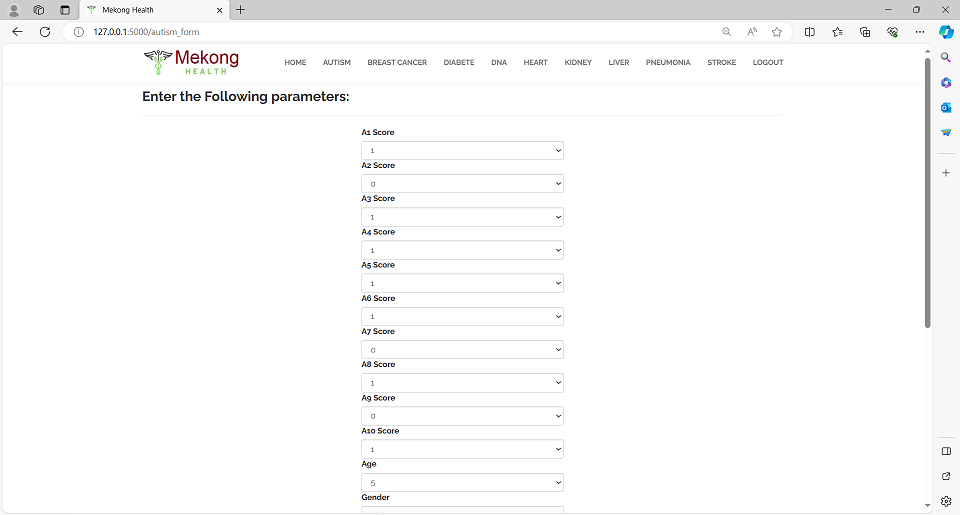 Mekong Health
127.0.0.1:5000/autism_form
Mekong
HEALTH
HOME AUTISM BREAST CANCER DIABETE DNA HEART KIDNEY LIVER PNEUMONIA STROKE LOGOUT
Enter the Following parameters:
A1 Score
1
A2 Score
0
A3 Score
1
A4 Score
1
A5 Score
1
A6 Score
1
A7 Score
0
A8 Score
1
A9 Score
0
A10 Score
1
Age
5
Gender